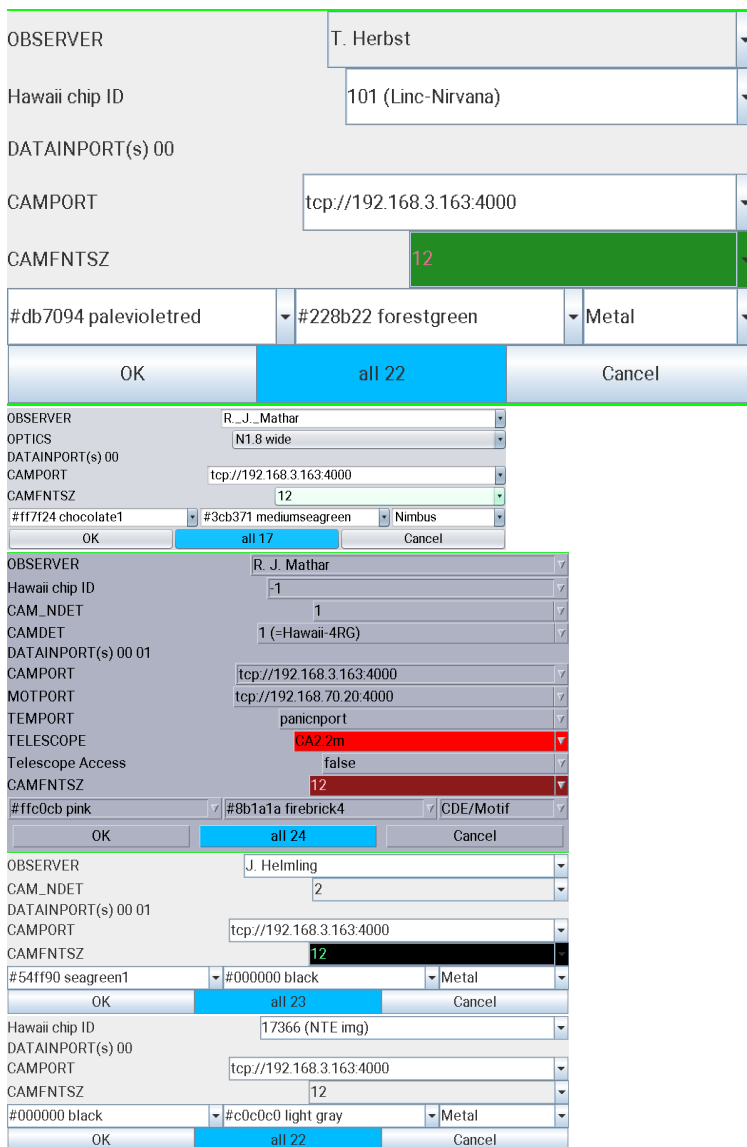 OBSERVER T. Herbst
Hawaii chip ID 101 (Linc-Nirvana)
DATAINPORT(s) 00
CAMPORT tcp://192.168.3.163:4000
CAMFNTSZ 12
#db7094 palevioletred #228b22 forestgreen Metal
OK all 22 Cancel
OBSERVER R._J._Mathar
OPTICS N1.8 wide
DATAINPORT(s) 00
CAMPORT tcp://192.168.3.163:4000
CAMFNTSZ 12
#ff7f24 chocolate1 #3cb371 mediumseagreen Nimbus
OK all 17 Cancel
OBSERVER R. J. Mathar
Hawaii chip ID -1
CAM_NDET 1
CAMDET 1 (=Hawaii-4RG)
DATAINPORT(s) 00 01
CAMPORT tcp://192.168.3.163:4000
MOTPORT tcp://192.168.70.20:4000
TEMPORT panicnport
TELESCOPE CA2.2m
Telescope Access false
CAMFNTSZ 12
#ffc0cb pink #8b1a1a firebrick4 CDE/Motif
OK all 24 Cancel
OBSERVER J. Helmling
CAM_NDET 2
DATAINPORT(s) 00 01
CAMPORT tcp://192.168.3.163:4000
CAMFNTSZ 12
#54ff90 seagreen1 #000000 black Metal
OK all 23 Cancel
Hawaii chip ID 17366 (NTE img)
DATAINPORT(s) 00
CAMPORT tcp://192.168.3.163:4000
CAMFNTSZ 12
#000000 black #c0c0c0 light gray Metal
OK all 22 Cancel